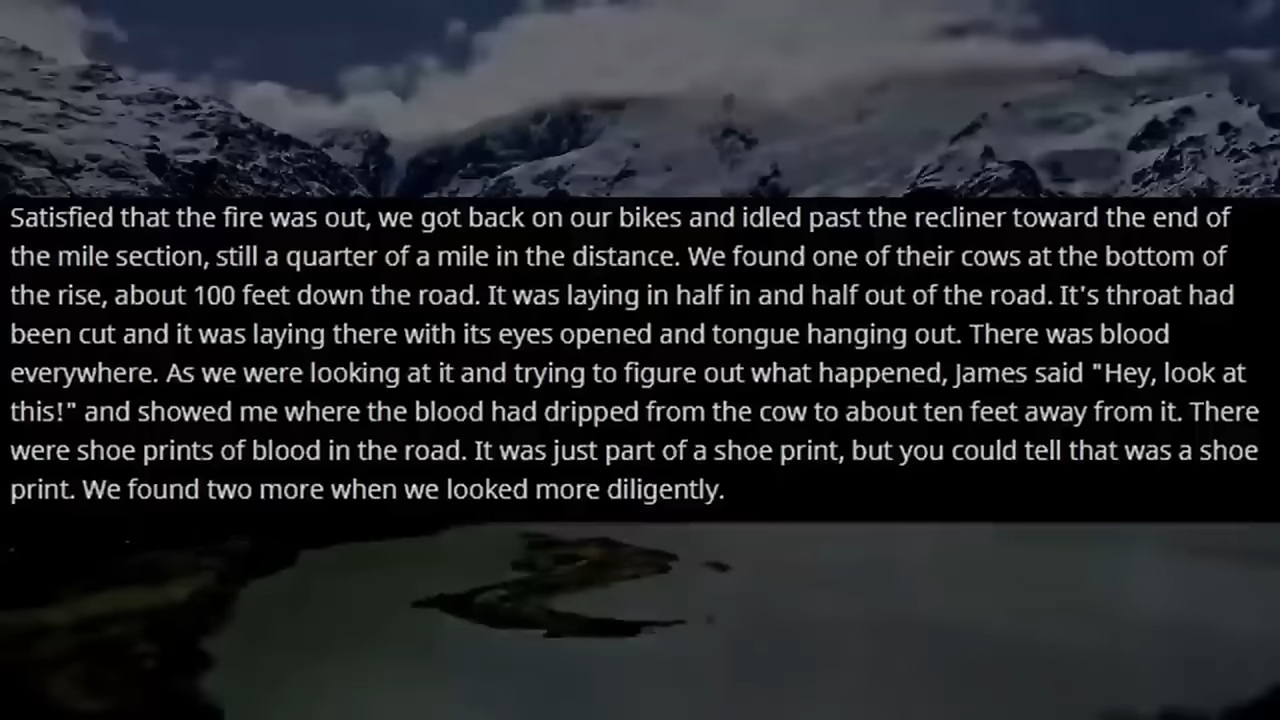 Satisfied that the fire was out, we got back on our bikes and idled past the recliner toward the end of
the mile section, still a quarter of a mile in the distance. We found one of their cows at the bottom of
the rise, about 100 feet down the road. It was laying in half in and half out of the road. It's throat had
been cut and it was laying there with its eyes opened and tongue hanging out. There was blood
everywhere. As we were looking at it and trying to figure out what happened, James said "Hey, look at
this!" and showed me where the blood had dripped from the cow to about ten feet away from it. There
were shoe prints of blood in the road. It was just part of a shoe print, but you could tell that was a shoe
print. We found two more when we looked more diligently.